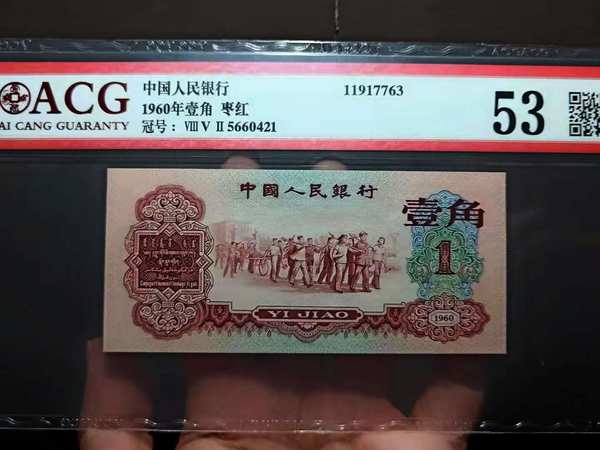 ACG
AI CANG GUARANTY
中国人民银行
11917763
1960年壹角 枣红
冠号： Ⅷ Ⅴ Ⅱ 5660421
53
中國人民銀行
壹角
1
YI JIAO
1960